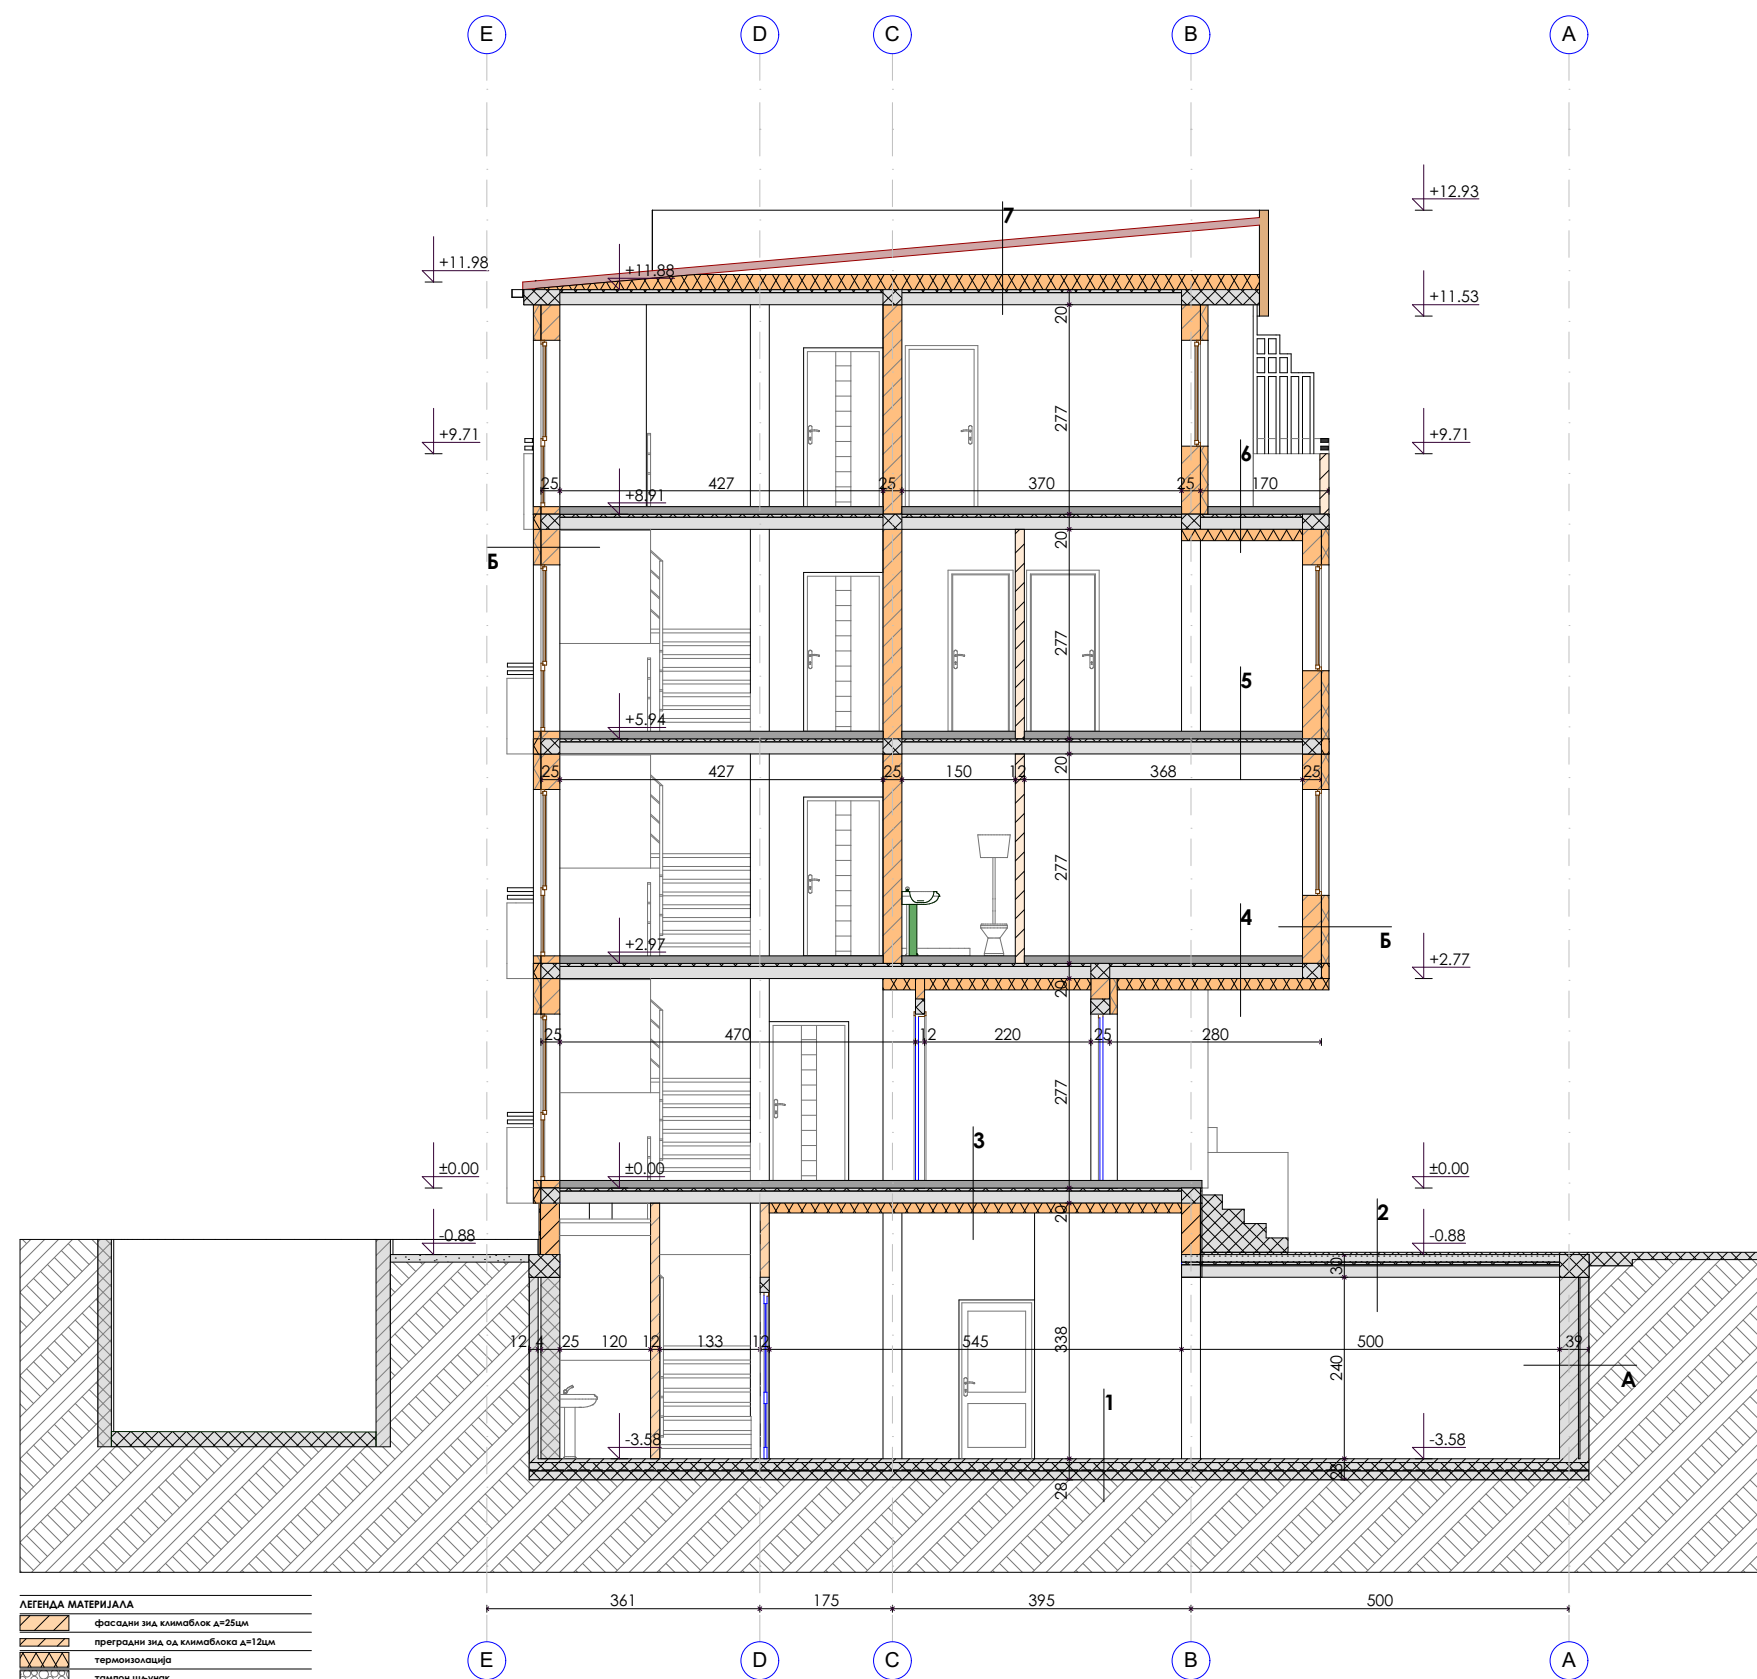 E D C B A
+12.93
7
+11.98
+11.88
+11.53
20
277
+9.71
+9.71
6
25 427 25 370 25 170
+8.91
20
Б
277
5
+5.94
20
25 427 25 150 12 368 25
277
4
Б
+2.97
+2.77
20
25 470 12 220 25 280
277
3
±0.00
±0.00
±0.00
20
2
-0.88
-0.88
30
12 4 25 120 12 133 12 545 338 500 39
240
А
1
-3.58
-3.58
28
28
ЛЕГЕНДА МАТЕРИЈАЛА
фасадни зид климаблок д=25цм
преградни зид од климаблока д=12цм
термоизолација
тампон шљунак
361 175 395 500
E D C B A